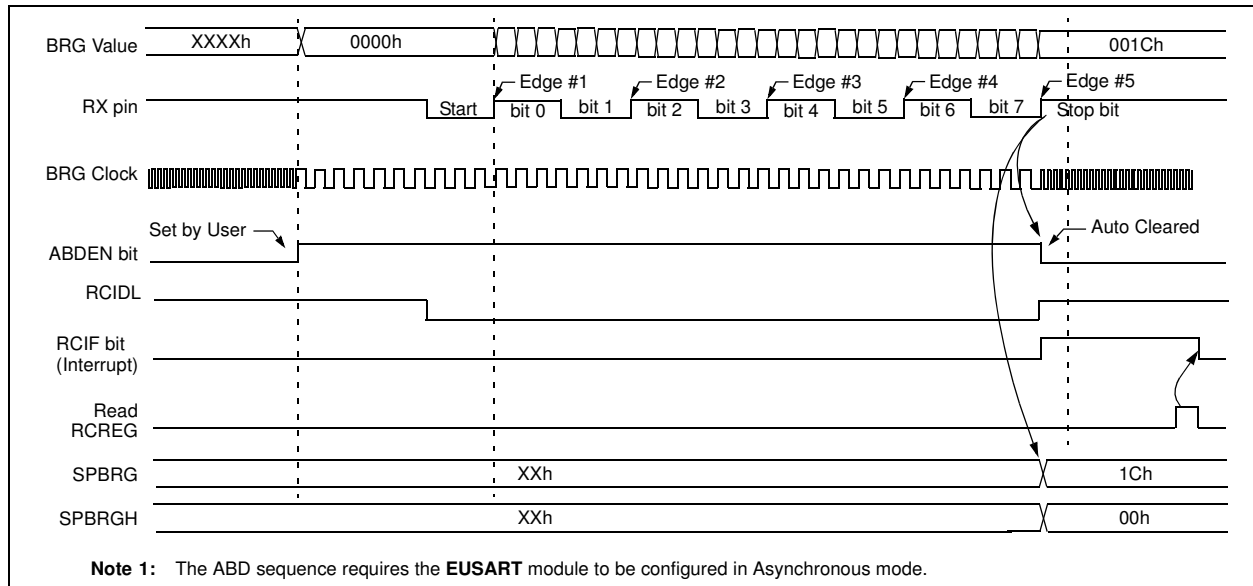 BRG Value XXXXh 0000h 001Ch
Edge #1 Edge #2 Edge #3 Edge #4 Edge #5
RX pin Start bit 0 bit 1 bit 2 bit 3 bit 4 bit 5 bit 6 bit 7 Stop bit
BRG Clock
Set by User Auto Cleared
ABDEN bit
RCIDL
RCIF bit
(Interrupt)
Read
RCREG
SPBRG XXh 1Ch
SPBRGH XXh 00h
Note 1: The ABD sequence requires the EUSART module to be configured in Asynchronous mode.